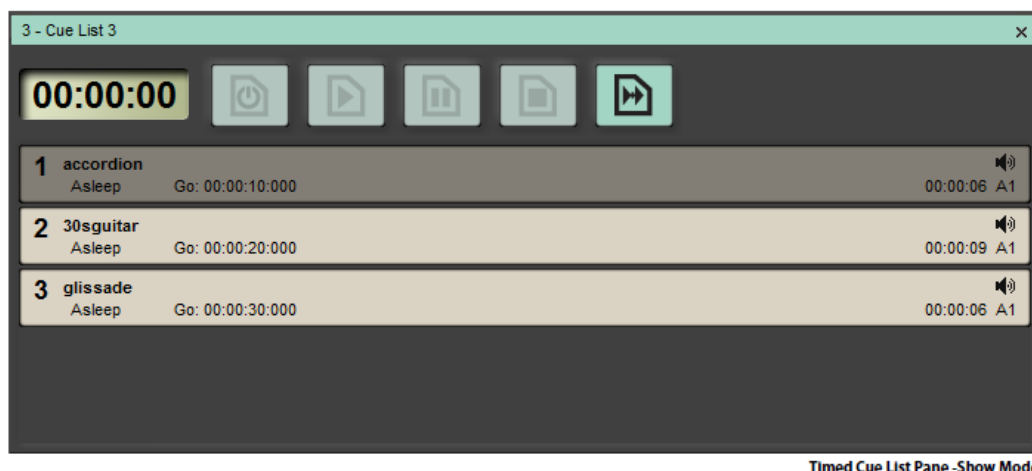 3 - Cue List 3
00:00:00
1 accordion
Asleep Go: 00:00:10:000 00:00:06 A1
2 30sguitar
Asleep Go: 00:00:20:000 00:00:09 A1
3 glissade
Asleep Go: 00:00:30:000 00:00:06 A1
Timed Cue List Pane -Show Mod